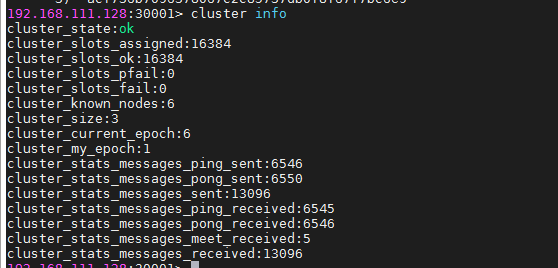 192.168.111.128:30001> cluster info
cluster_state:ok
cluster_slots_assigned:16384
cluster_slots_ok:16384
cluster_slots_pfail:0
cluster_slots_fail:0
cluster_known_nodes:6
cluster_size:3
cluster_current_epoch:6
cluster_my_epoch:1
cluster_stats_messages_ping_sent:6546
cluster_stats_messages_pong_sent:6550
cluster_stats_messages_sent:13096
cluster_stats_messages_ping_received:6545
cluster_stats_messages_pong_received:6546
cluster_stats_messages_meet_received:5
cluster_stats_messages_received:13096
192.168.111.128:30001>